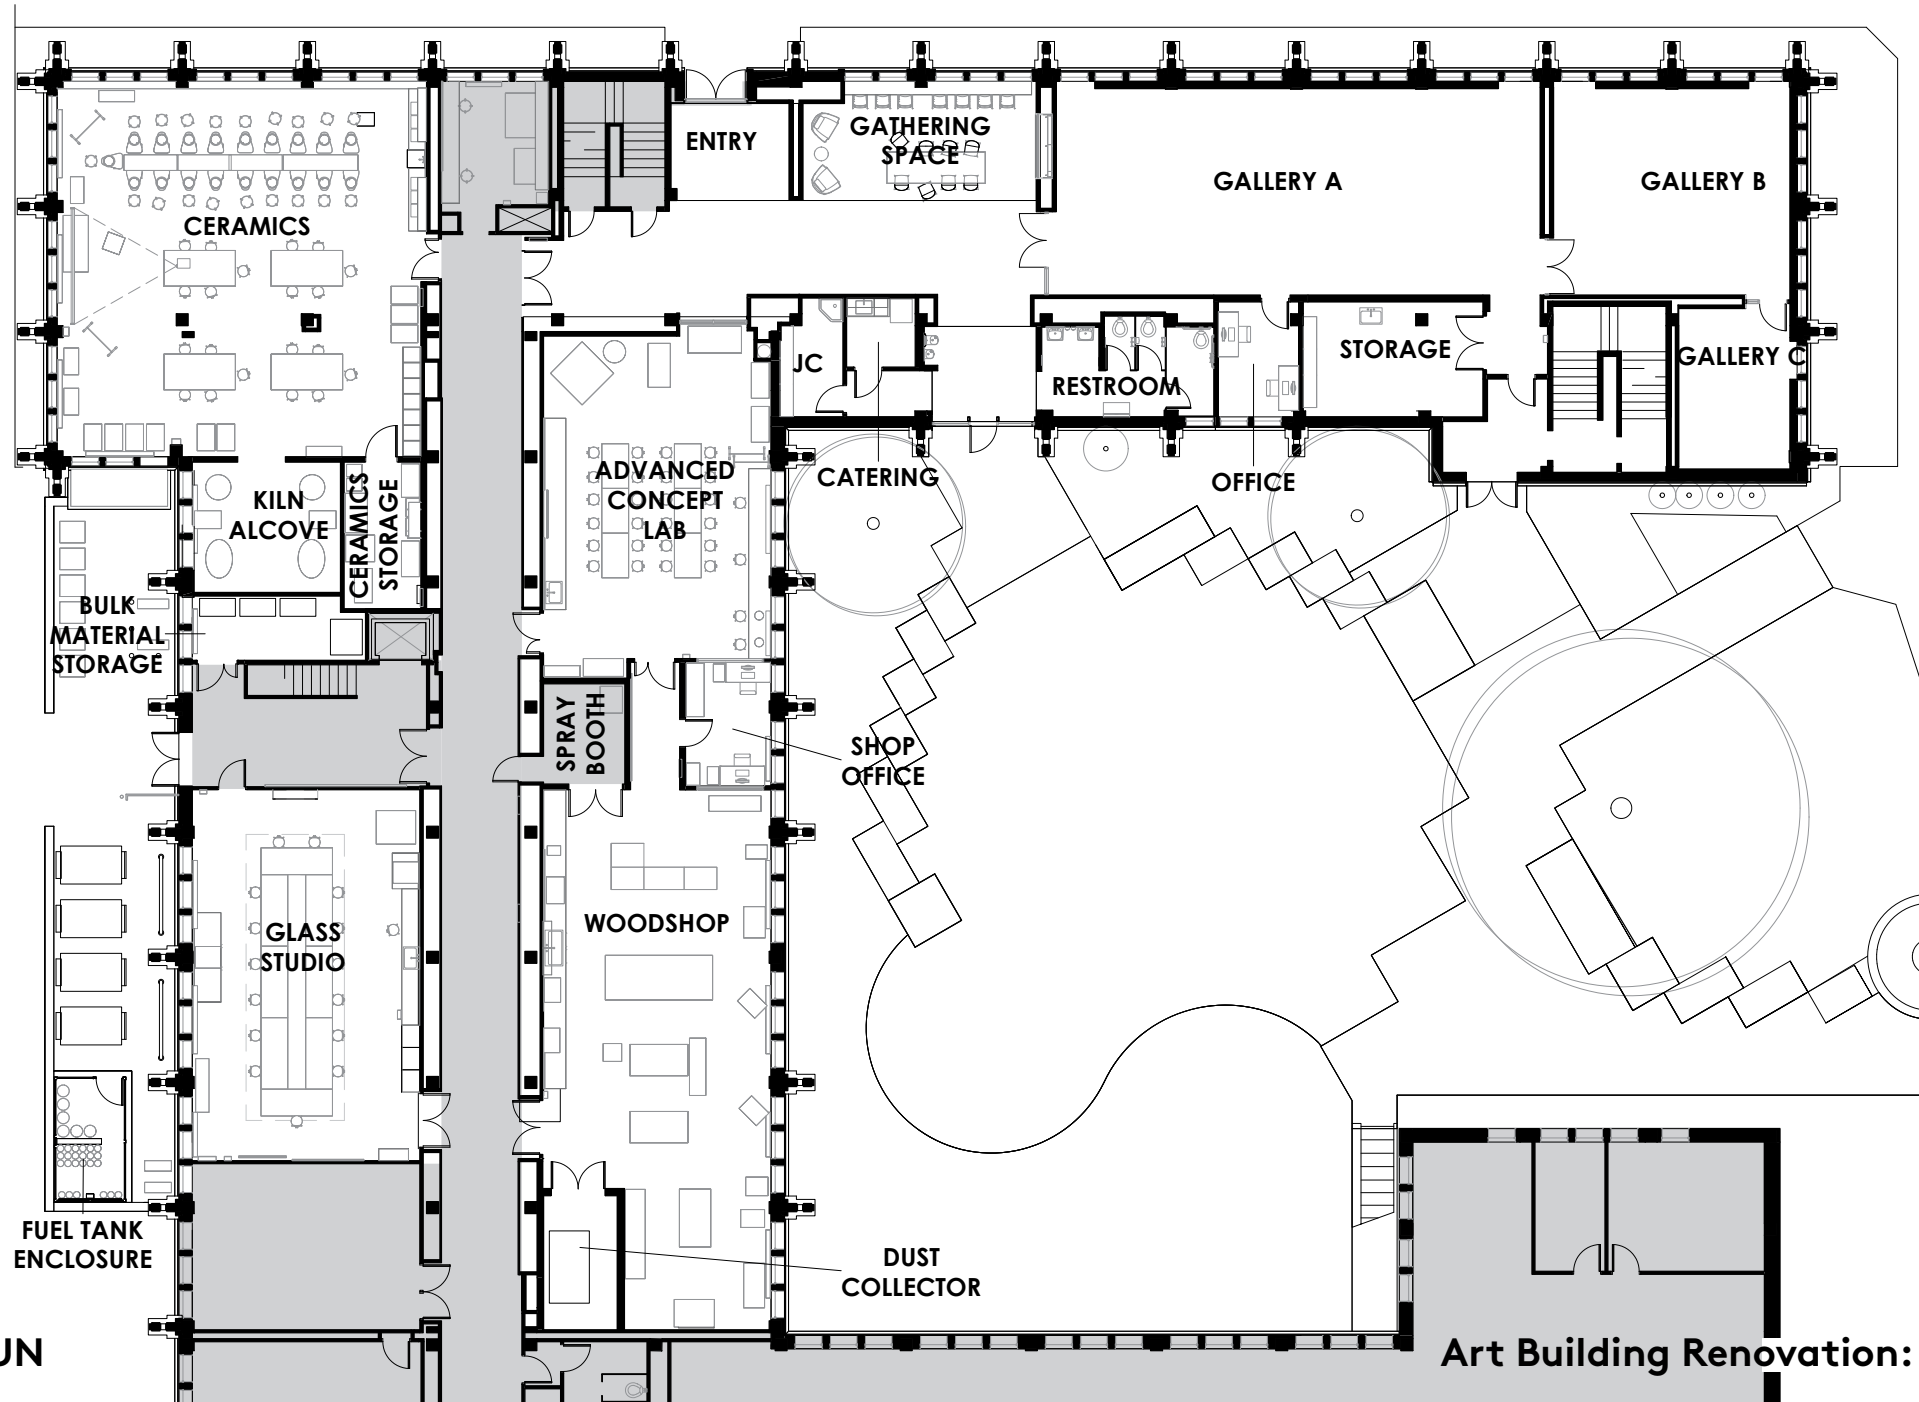 ENTRY
GATHERING
SPACE
GALLERY A
GALLERY B
CERAMICS
JC
STORAGE
GALLERY C
RESTROOM
CATERING
OFFICE
ADVANCED
CONCEPT
LAB
KILN
ALCOVE
CERAMICS
STORAGE
BULK
MATERIAL
STORAGE
SPRAY
BOOTH
SHOP
OFFICE
GLASS
STUDIO
WOODSHOP
FUEL TANK
ENCLOSURE
DUST
COLLECTOR
UN
Art Building Renovation: